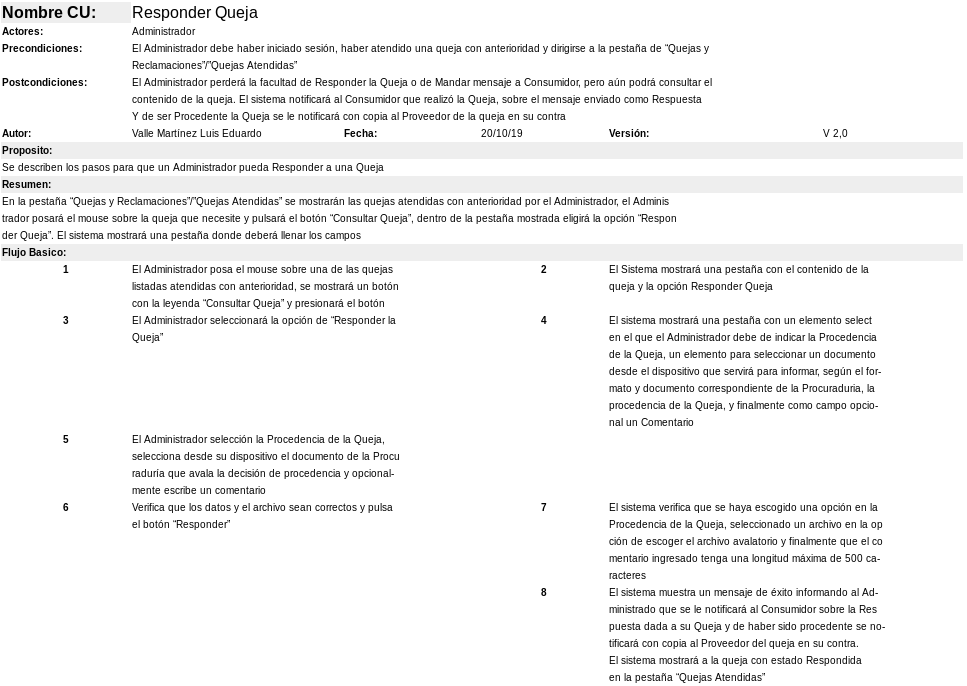 Nombre CU: Responder Queja
Actores: Administrador
Precondiciones: El Administrador debe haber iniciado sesión, haber atendido una queja con anterioridad y dirigirse a la pestaña de “Quejas y
Reclamaciones”/”Quejas Atendidas”
Postcondiciones: El Administrador perderá la facultad de Responder la Queja o de Mandar mensaje a Consumidor, pero aún podrá consultar el
contenido de la queja. El sistema notificará al Consumidor que realizó la Queja, sobre el mensaje enviado como Respuesta
Y de ser Procedente la Queja se le notificará con copia al Proveedor de la queja en su contra
Autor: Valle Martínez Luis Eduardo Fecha: 20/10/19 Versión: V 2,0
Proposito:
Se describen los pasos para que un Administrador pueda Responder a una Queja
Resumen:
En la pestaña “Quejas y Reclamaciones”/”Quejas Atendidas” se mostrarán las quejas atendidas con anterioridad por el Administrador, el Adminis
trador posará el mouse sobre la queja que necesite y pulsará el botón “Consultar Queja”, dentro de la pestaña mostrada eligirá la opción “Respon
der Queja”. El sistema mostrará una pestaña donde deberá llenar los campos
Flujo Basico:
1 El Administrador posa el mouse sobre una de las quejas
listadas atendidas con anterioridad, se mostrará un botón
con la leyenda “Consultar Queja” y presionará el botón
2 El Sistema mostrará una pestaña con el contenido de la
queja y la opción Responder Queja
3 El Administrador seleccionará la opción de “Responder la
Queja”
4 El sistema mostrará una pestaña con un elemento select
en el que el Administrador debe de indicar la Procedencia
de la Queja, un elemento para seleccionar un documento
desde el dispositivo que servirá para informar, según el for-
mato y documento correspondiente de la Procuraduria, la
procedencia de la Queja, y finalmente como campo opcio-
nal un Comentario
5 El Administrador selección la Procedencia de la Queja,
selecciona desde su dispositivo el documento de la Procu
raduría que avala la decisión de procedencia y opcional-
mente escribe un comentario
6 Verifica que los datos y el archivo sean correctos y pulsa
el botón “Responder”
7 El sistema verifica que se haya escogido una opción en la
Procedencia de la Queja, seleccionado un archivo en la op
ción de escoger el archivo avalatorio y finalmente que el co
mentario ingresado tenga una longitud máxima de 500 ca-
racteres
8 El sistema muestra un mensaje de éxito informando al Ad-
ministrado que se le notificará al Consumidor sobre la Res
puesta dada a su Queja y de haber sido procedente se no-
tificará con copia al Proveedor del queja en su contra.
El sistema mostrará a la queja con estado Respondida
en la pestaña “Quejas Atendidas”